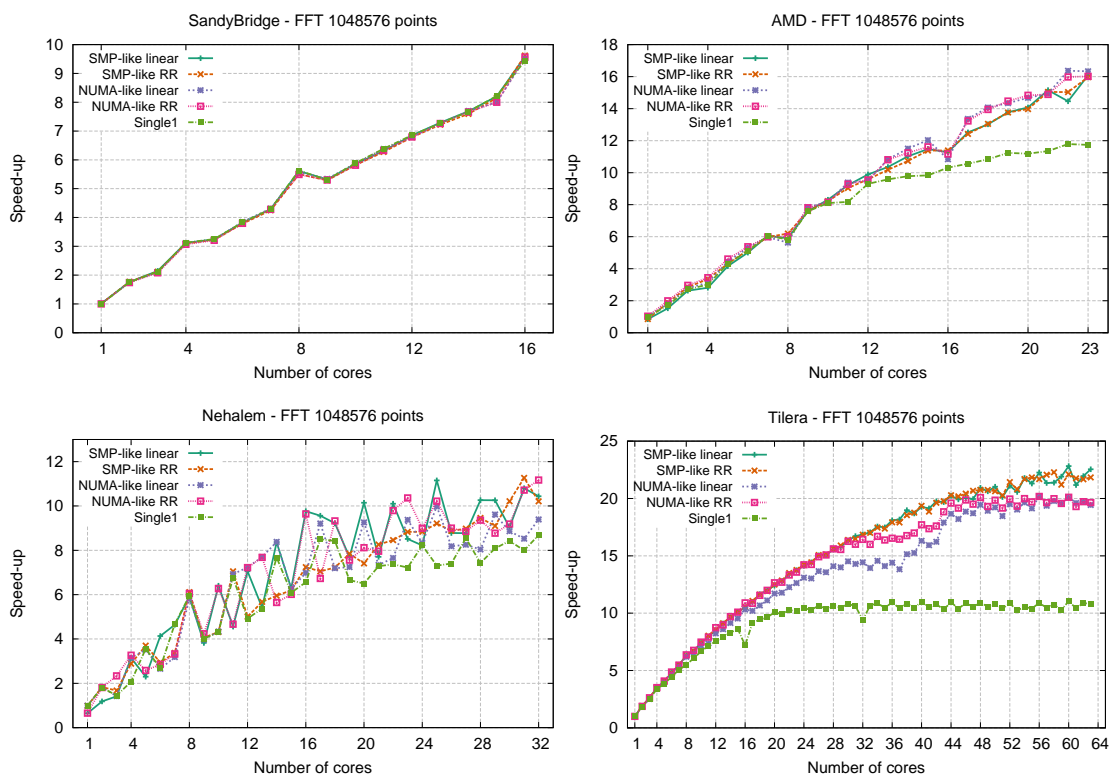 SandyBridge - FFT 1048576 points
10
9
8
7
6
5
4
3
2
1
0
Speed-up
SMP-like linear
SMP-like RR
NUMA-like linear
NUMA-like RR
Single1
1 4 8 12 16
Number of cores
AMD - FFT 1048576 points
18
16
14
12
10
8
6
4
2
0
Speed-up
SMP-like linear
SMP-like RR
NUMA-like linear
NUMA-like RR
Single1
1 4 8 12 16 20 23
Number of cores
Nehalem - FFT 1048576 points
12
10
8
6
4
2
0
Speed-up
SMP-like linear
SMP-like RR
NUMA-like linear
NUMA-like RR
Single1
1 4 8 12 16 20 24 28 32
Number of cores
Tilera - FFT 1048576 points
25
20
15
10
5
0
Speed-up
SMP-like linear
SMP-like RR
NUMA-like linear
NUMA-like RR
Single1
1 4 8 12 16 20 24 28 32 36 40 44 48 52 56 60 64
Number of cores